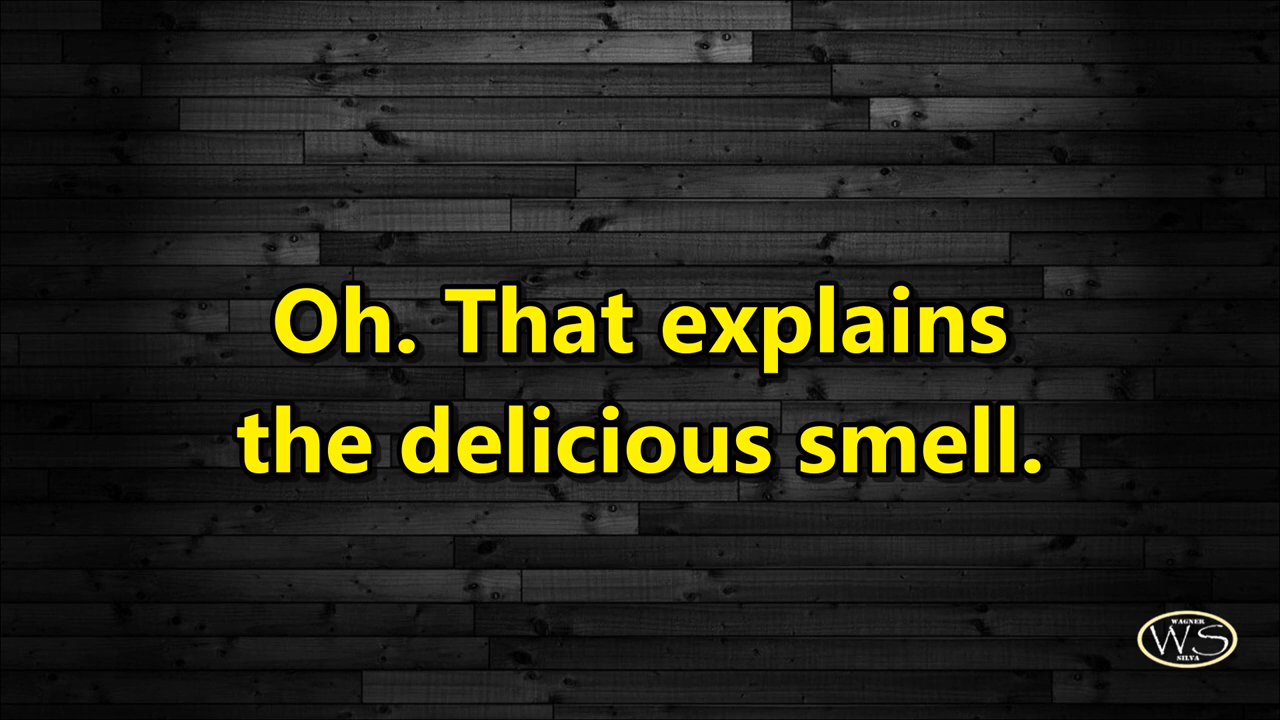 Oh. That explains
the delicious smell.
WAGNER
WS
SILVA